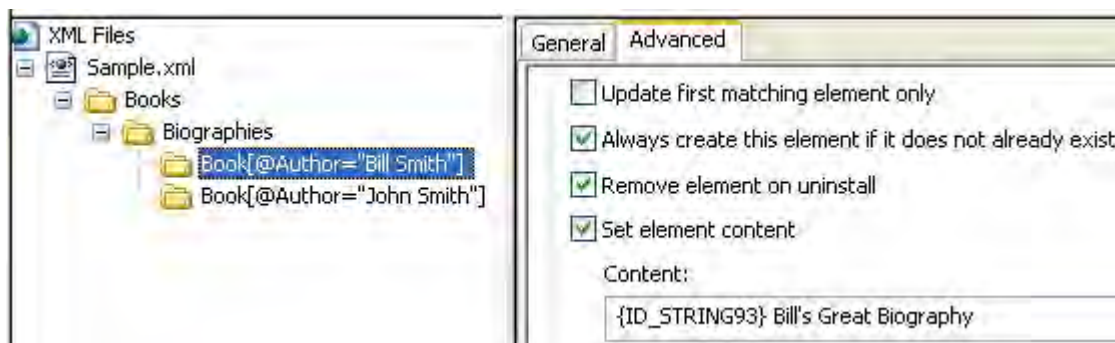 XML Files
Sample.xml
Books
Biographies
Book[@Author="Bill Smith"]
Book[@Author="John Smith"]
General
Advanced
Update first matching element only
Always create this element if it does not already exist
Remove element on uninstall
Set element content
Content:
{ID_STRING93} Bill's Great Biography